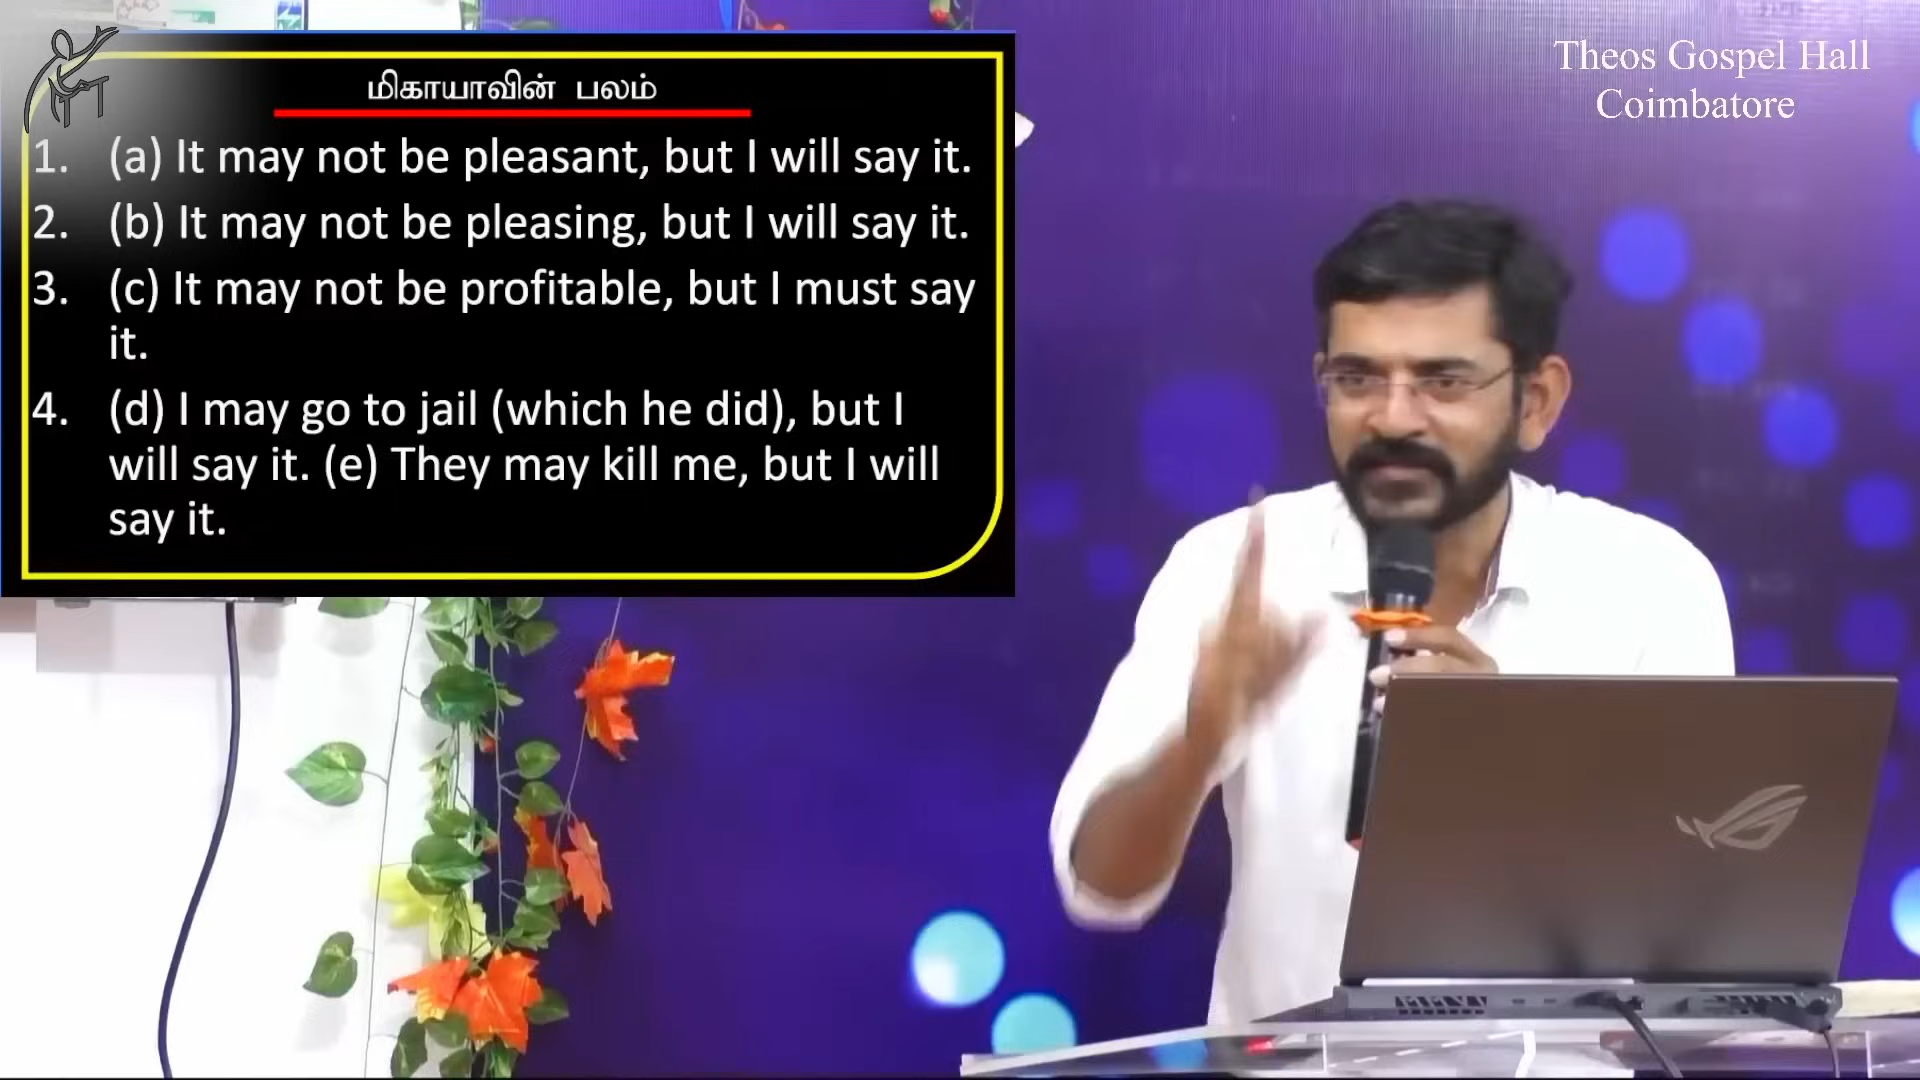 மிகாயாவின் பலம்
1. (a) It may not be pleasant, but I will say it.
2. (b) It may not be pleasing, but I will say it.
3. (c) It may not be profitable, but I must say
it.
4. (d) I may go to jail (which he did), but I
will say it. (e) They may kill me, but I will
say it.
Theos Gospel Hall
Coimbatore